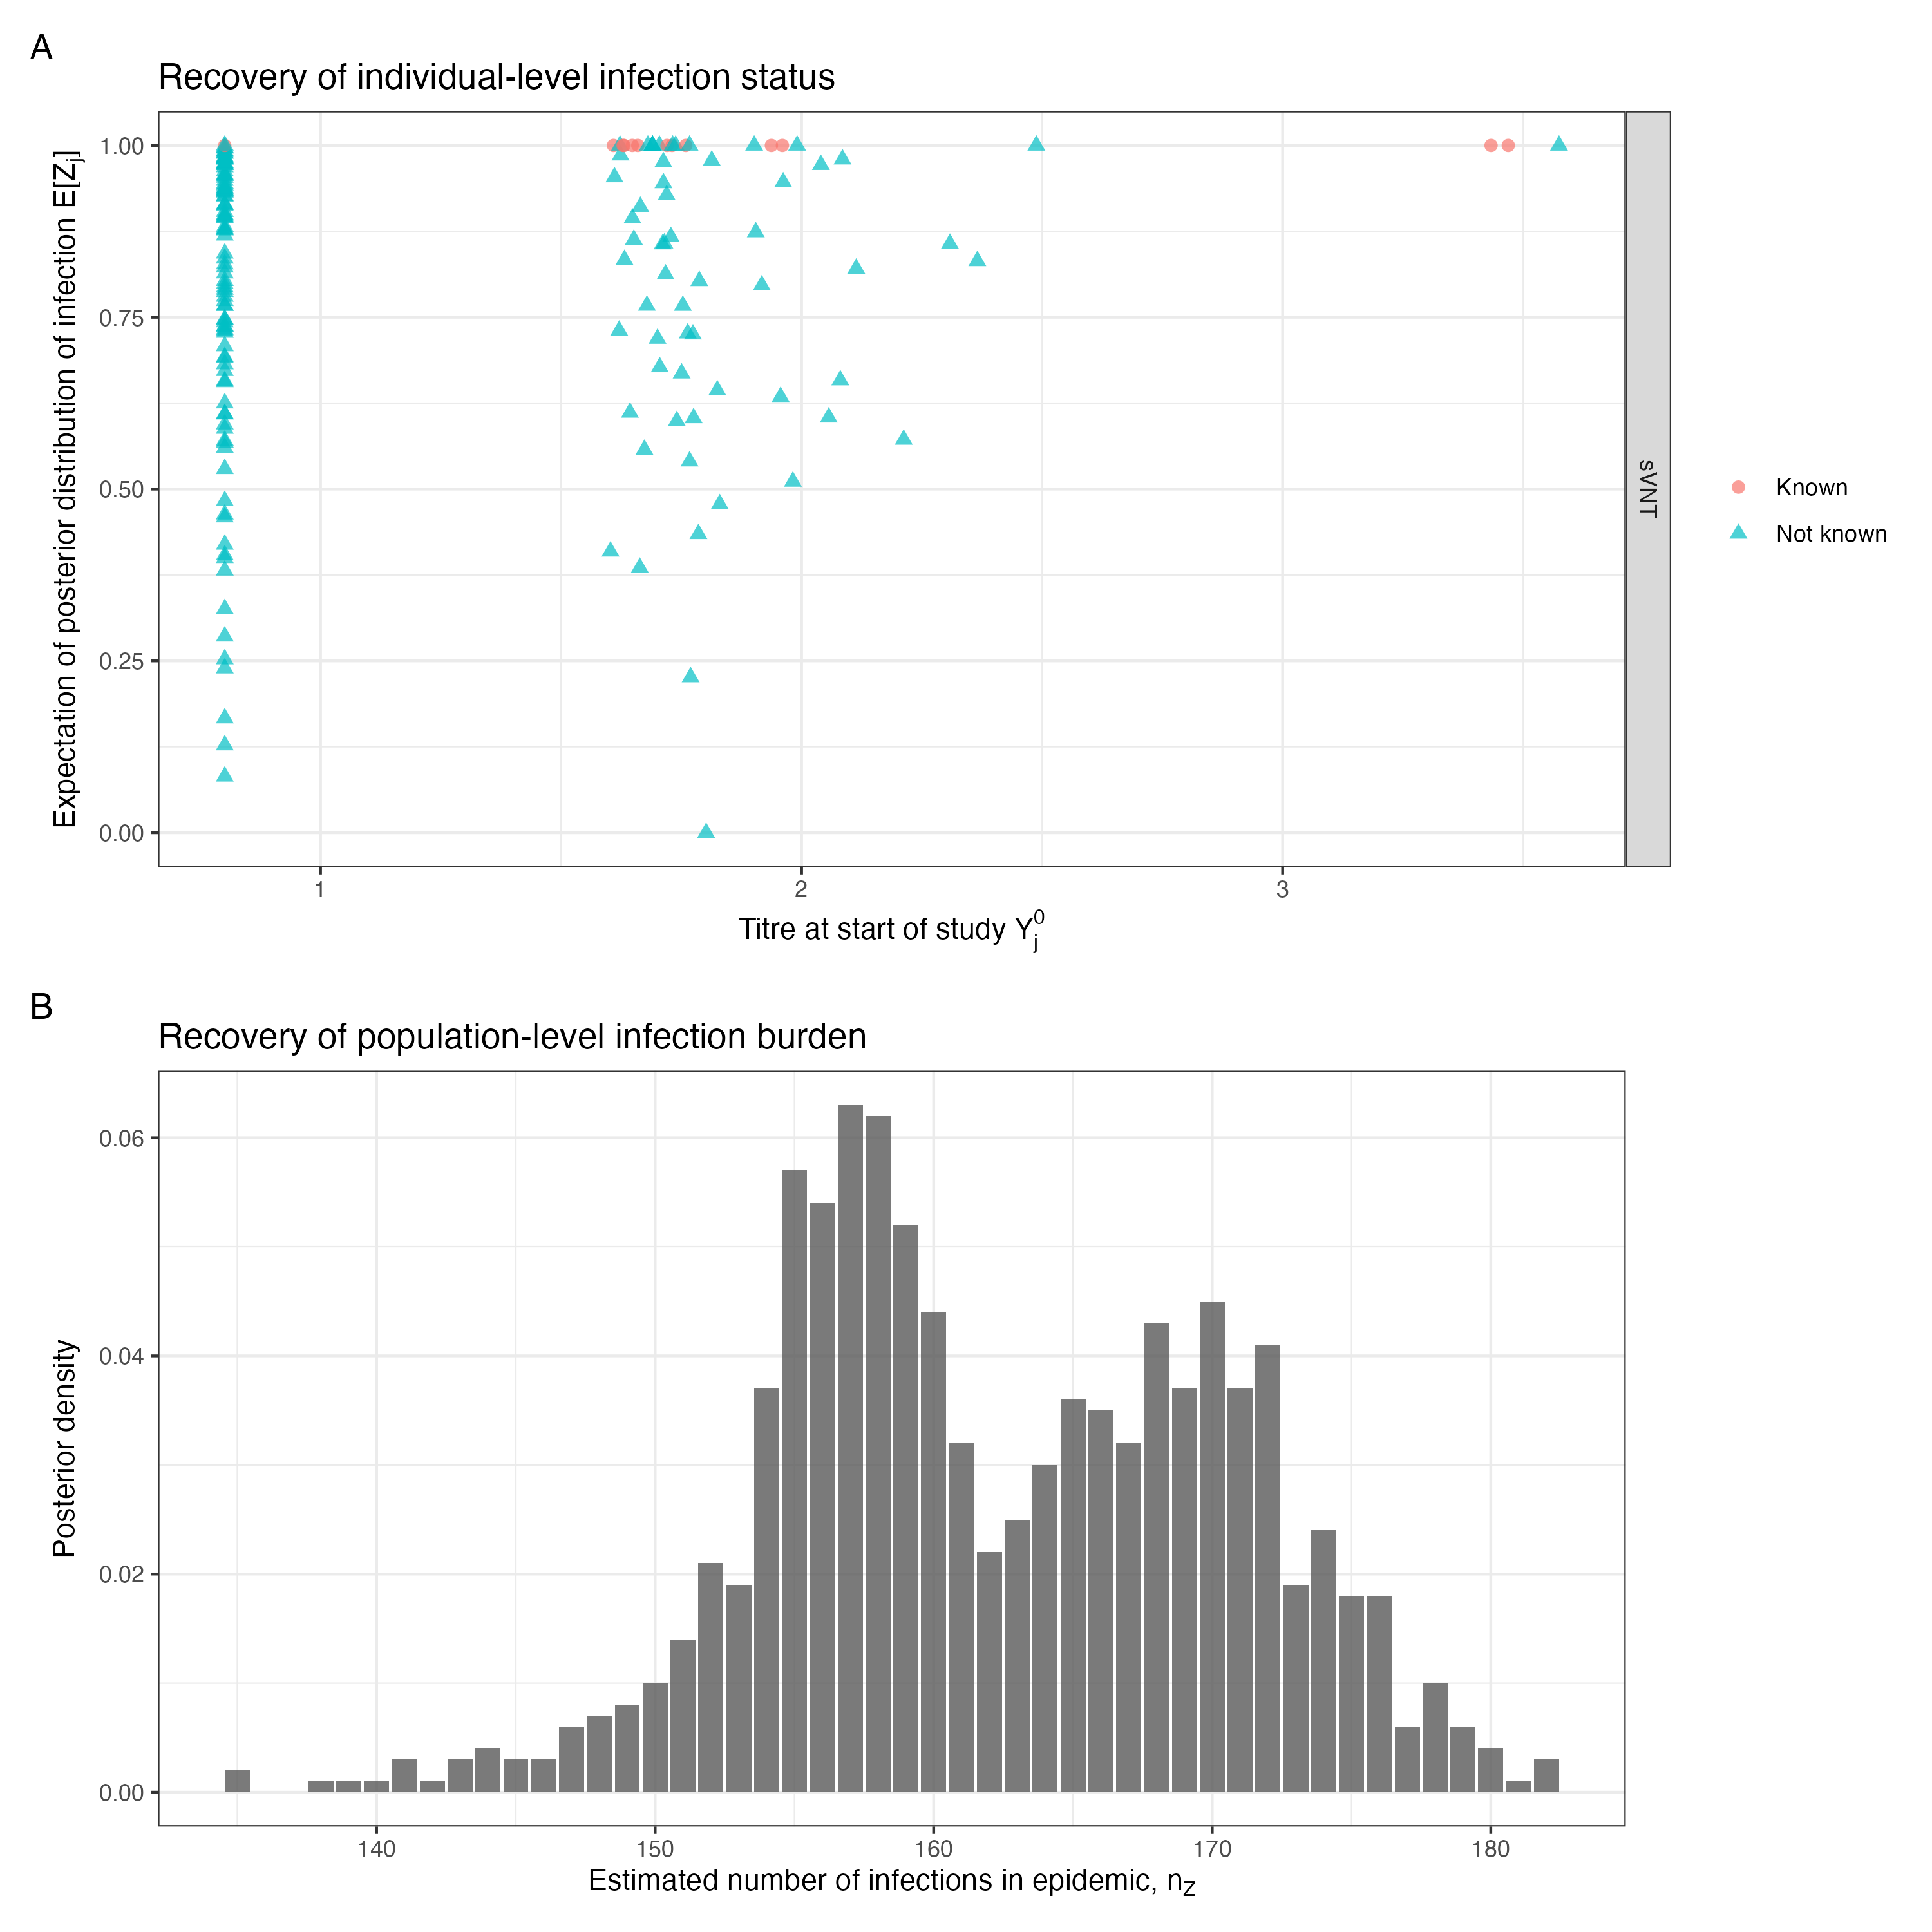 A
Recovery of individual-level infection status
Expectation of posterior distribution of infection E[Zj]
1.00
0.75
0.50
0.25
0.00
1 2 3
Titre at start of study Yj0
sVNT
Known
Not known
B
Recovery of population-level infection burden
Posterior density
0.06
0.04
0.02
0.00
140 150 160 170 180
Estimated number of infections in epidemic, nZ